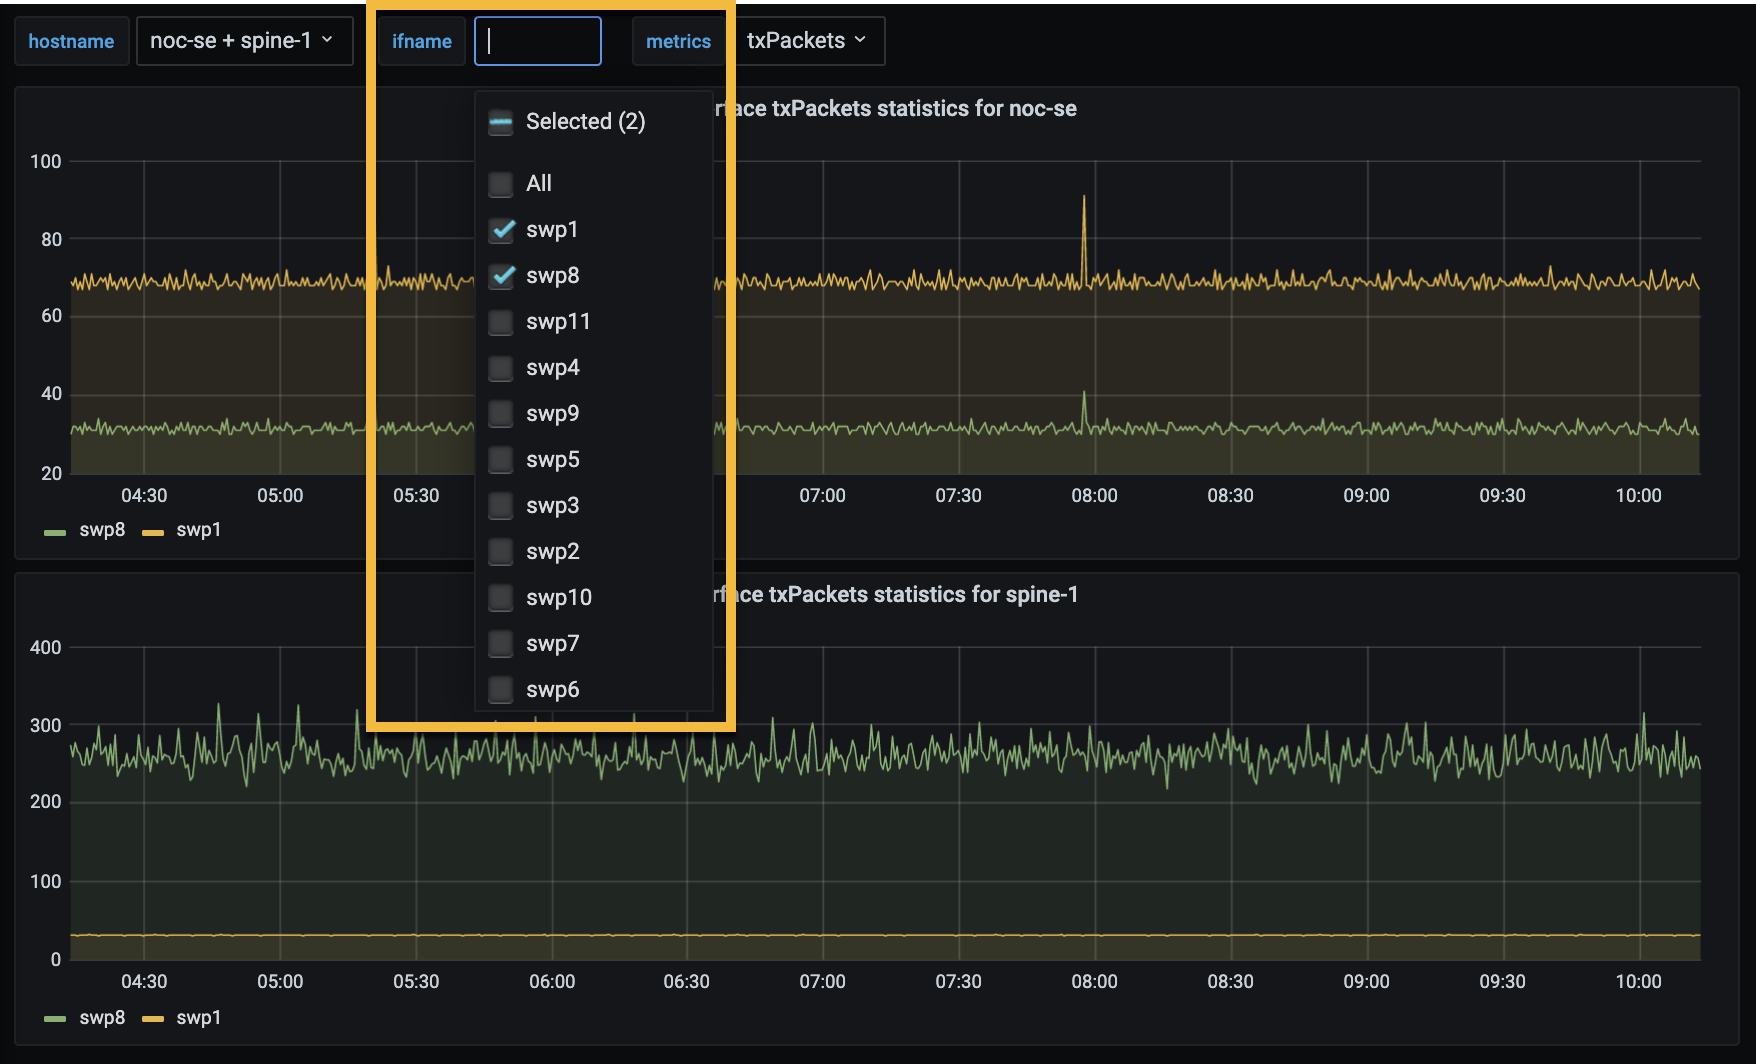 hostname noc-se + spine-1 ifname metrics txPackets
Selected (2)
All
swp1
swp8
swp11
swp4
swp9
swp5
swp3
swp2
swp10
swp7
swp6
rface txPackets statistics for noc-se
100
80
60
40
20
04:30 05:00 05:30 07:00 07:30 08:00 08:30 09:00 09:30 10:00
swp8 swp1
rface txPackets statistics for spine-1
400
300
200
100
0
04:30 05:00 05:30 06:00 06:30 07:00 07:30 08:00 08:30 09:00 09:30 10:00
swp8 swp1